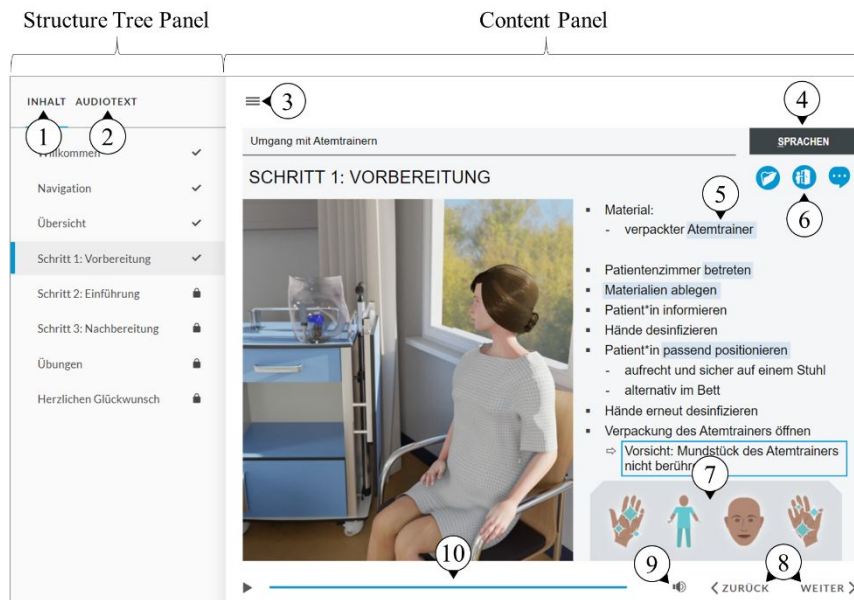 Structure Tree Panel
Content Panel
INHALT AUDIOTEXT
1 2
Willkommen
Navigation
Übersicht
Schritt 1: Vorbereitung
Schritt 2: Einführung
Schritt 3: Nachbereitung
Übungen
Herzlichen Glückwunsch
3
4
Umgang mit Atemtrainern
SPRACHEN
SCHRITT 1: VORBEREITUNG
5
6
Material:
- verpackter Atemtrainer
Patientenzimmer betreten
Materialien ablegen
Patient*in informieren
Hände desinfizieren
Patient*in passend positionieren
- aufrecht und sicher auf einem Stuhl
- alternativ im Bett
Hände erneut desinfizieren
Verpackung des Atemtrainers öffnen
⇨ Vorsicht: Mundstück des Atemtrainers
nicht
7
10
9
8
ZURÜCK WEITER